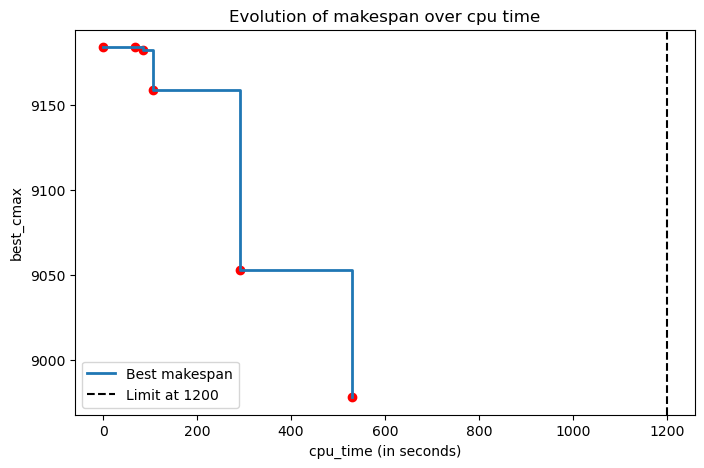 Evolution of makespan over cpu time
best_cmax
9150
9100
9050
9000
Best makespan
Limit at 1200
0
200
400
600
800
1000
1200
cpu_time (in seconds)